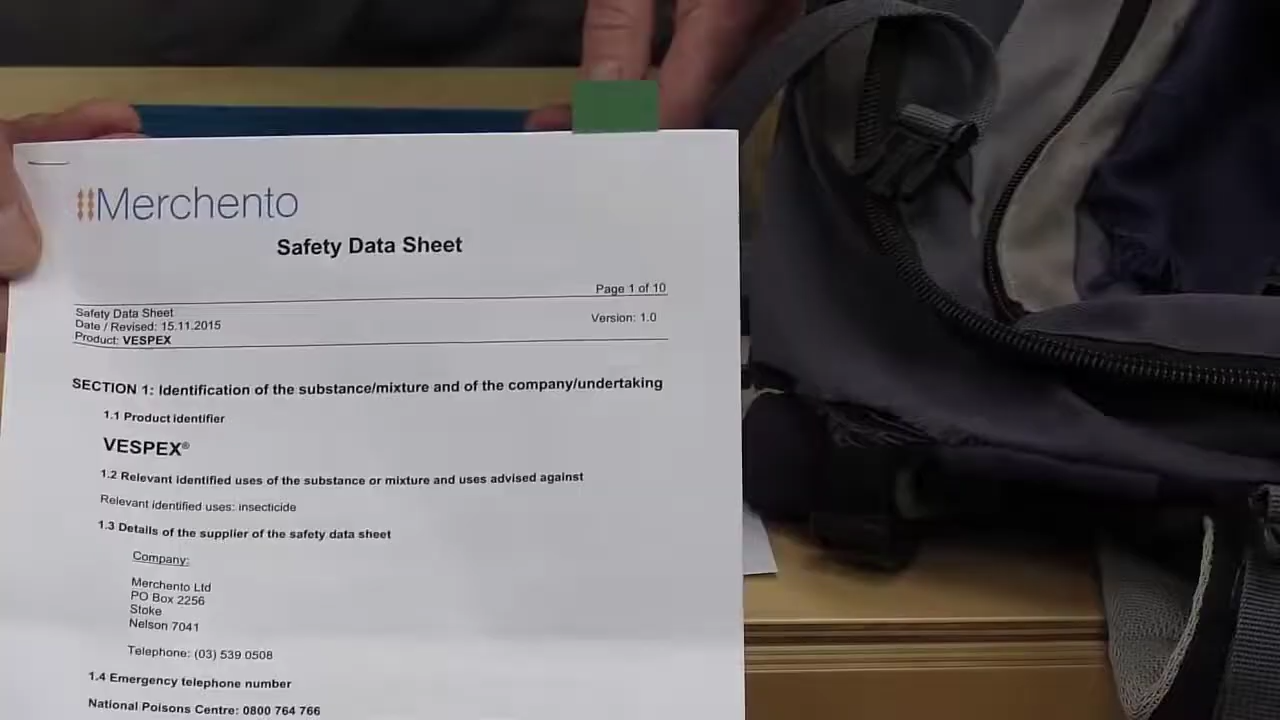 Merchento
Safety Data Sheet
Page 1 of 10
Safety Data Sheet
Date / Revised: 15.11.2015
Version: 1.0
Product: VESPEX
SECTION 1: Identification of the substance/mixture and of the company/undertaking
1.1 Product identifier
VESPEX®
1.2 Relevant identified uses of the substance or mixture and uses advised against
Relevant identified uses: insecticide
1.3 Details of the supplier of the safety data sheet
Company:
Merchento Ltd
PO Box 2256
Stoke
Nelson 7041
Telephone: (03) 539 0508
1.4 Emergency telephone number
National Poisons Centre: 0800 764 766